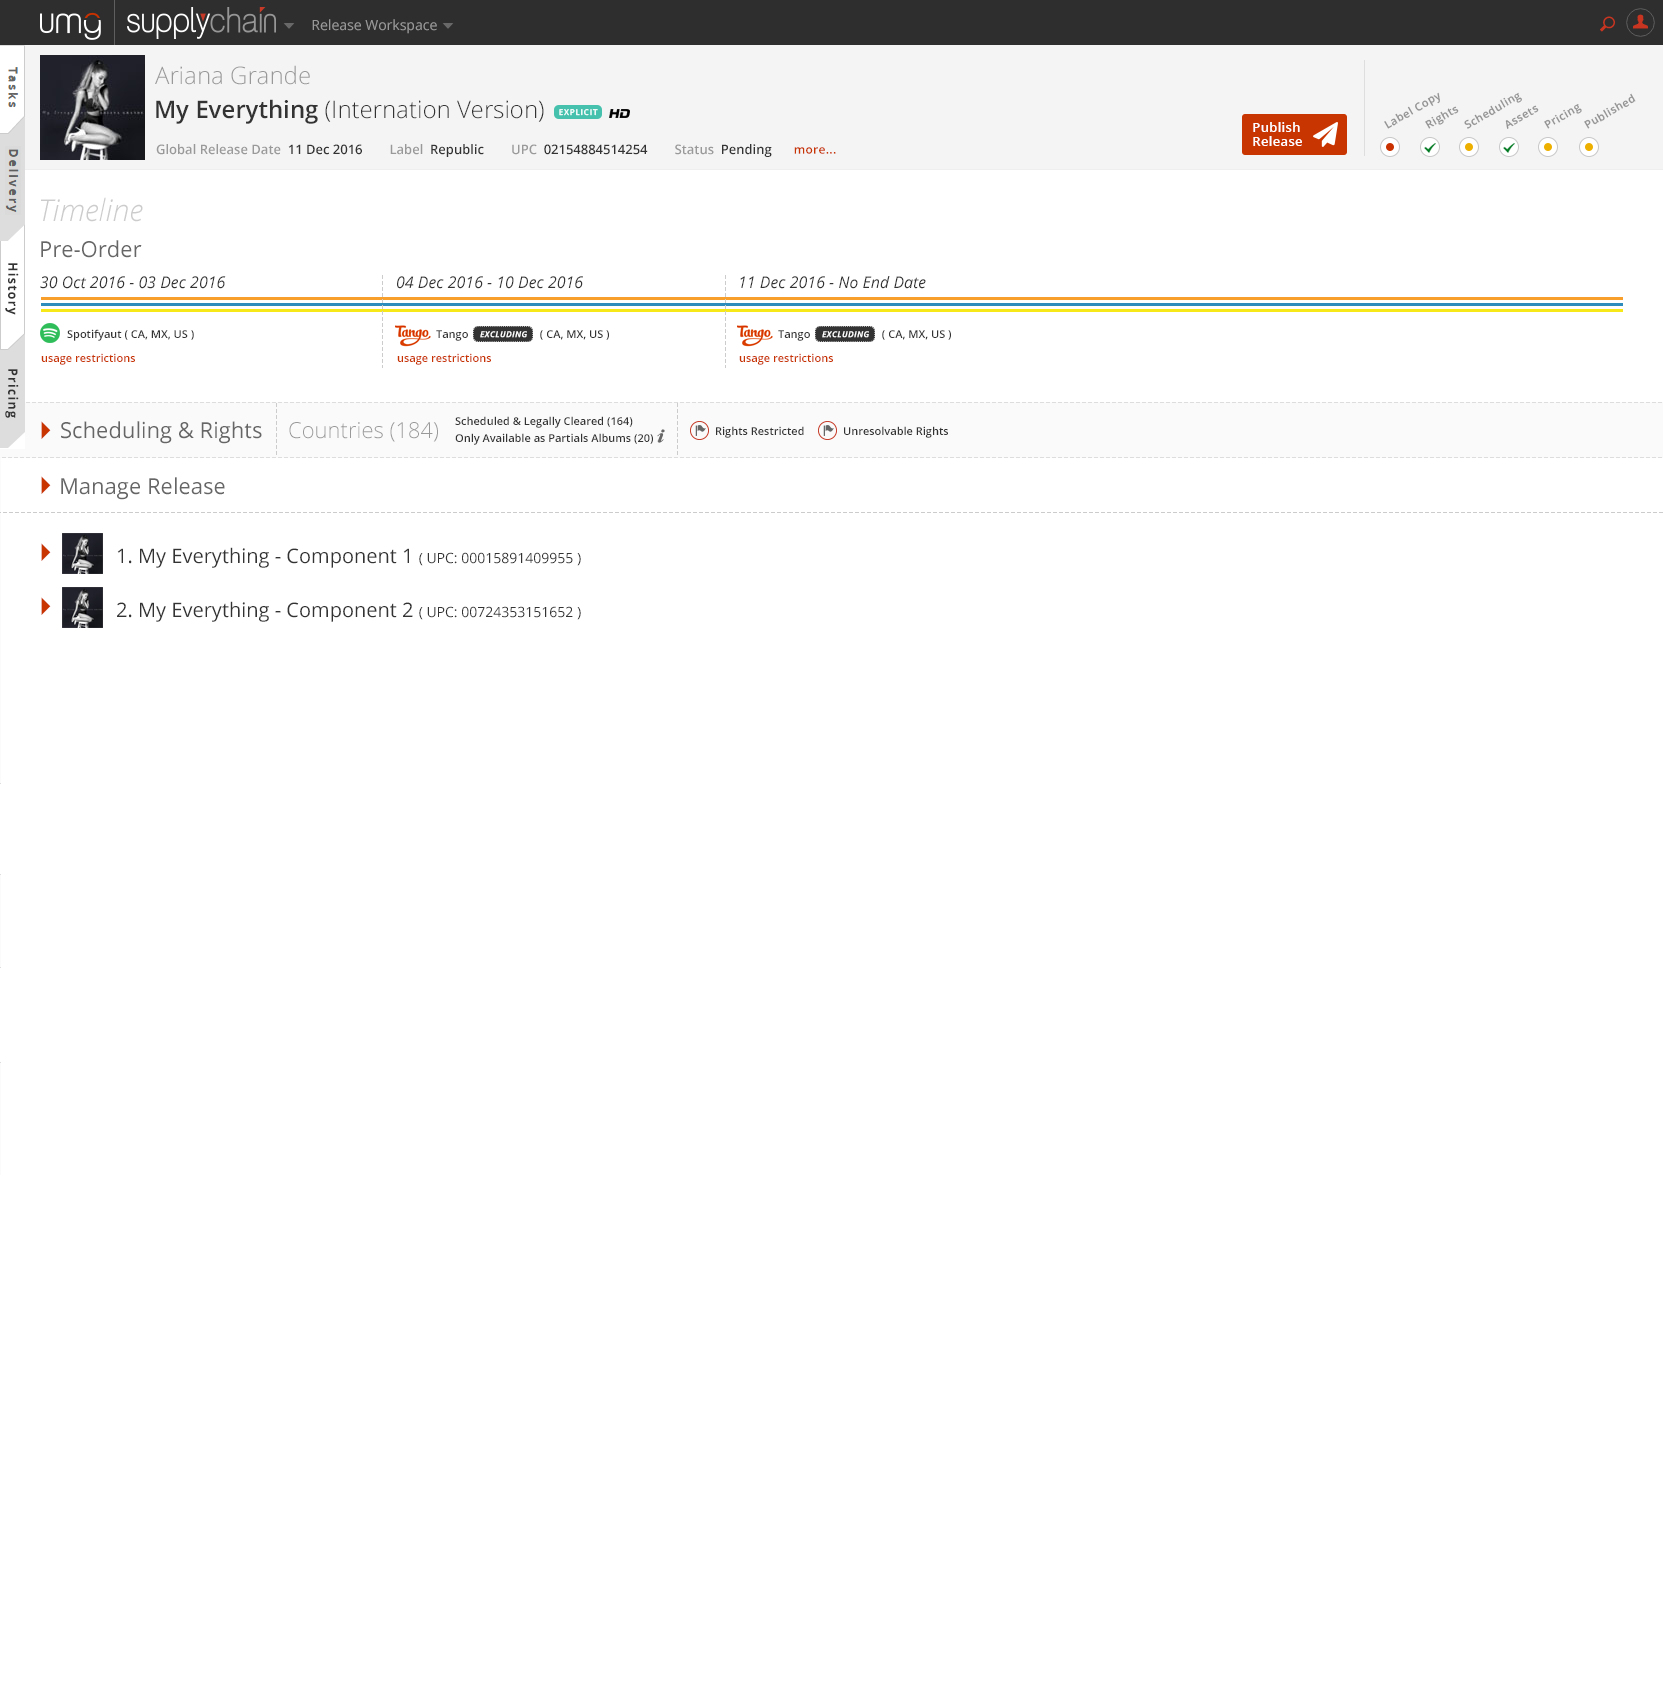 umg supplychain Release Workspace
Tasks
Delivery
History
Pricing
Ariana Grande
My Everything (Internation Version) EXPLICIT HD
Global Release Date 11 Dec 2016 Label Republic UPC 02154884514254 Status Pending more...
Publish
Release
Label Copy
Rights
Scheduling
Assets
Pricing
Published
Timeline
Pre-Order
30 Oct 2016 - 03 Dec 2016
04 Dec 2016 - 10 Dec 2016
11 Dec 2016 - No End Date
Spotifyaut ( CA, MX, US )
usage restrictions
Tango Tango EXCLUDING ( CA, MX, US )
usage restrictions
Tango Tango EXCLUDING ( CA, MX, US )
usage restrictions
Scheduling & Rights
Countries (184)
Scheduled & Legally Cleared (164)
Only Available as Partials Albums (20) i
Rights Restricted
Unresolvable Rights
Manage Release
1. My Everything - Component 1 ( UPC: 00015891409955 )
2. My Everything - Component 2 ( UPC: 00724353151652 )